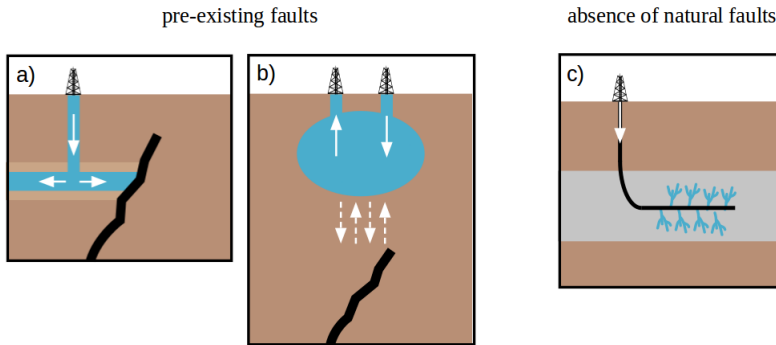 pre-existing faults
absence of natural faults
a)
b)
c)